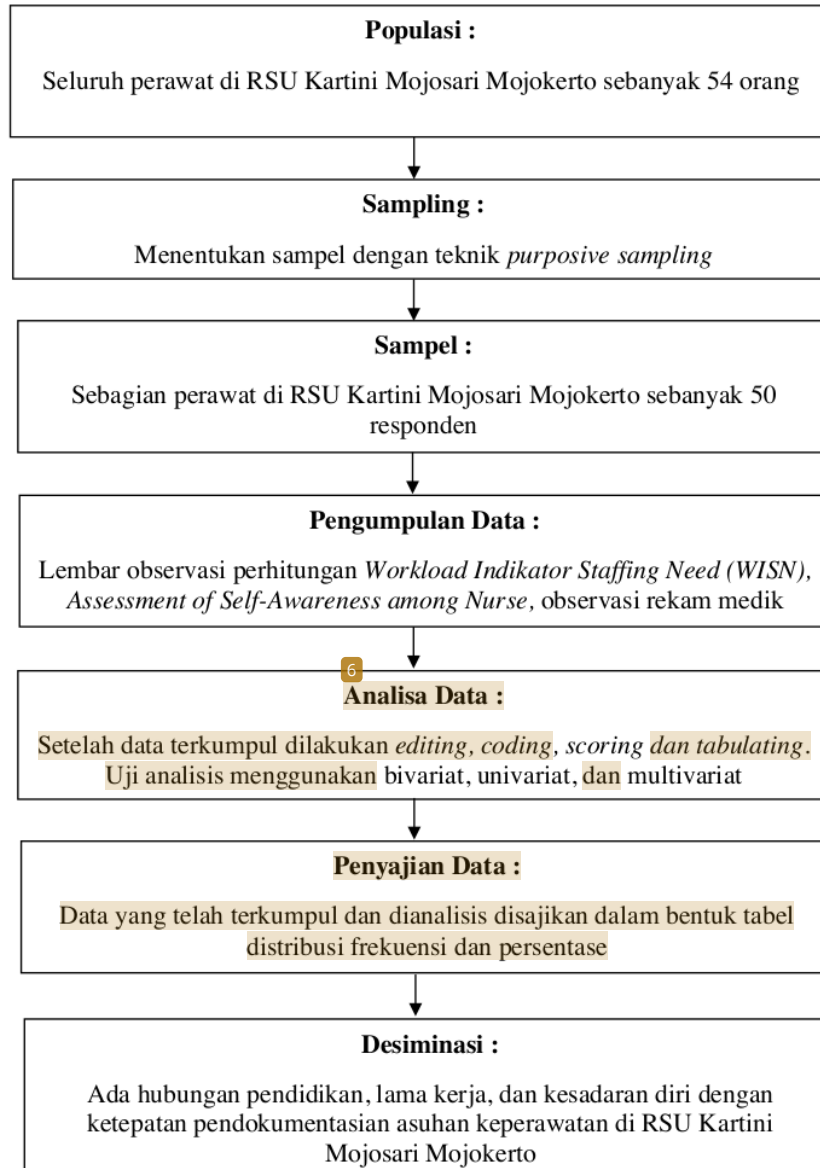 Populasi :
Seluruh perawat di RSU Kartini Mojosari Mojokerto sebanyak 54 orang
Sampling :
Menentukan sampel dengan teknik purposive sampling
Sampel :
Sebagian perawat di RSU Kartini Mojosari Mojokerto sebanyak 50
responden
Pengumpulan Data :
Lembar observasi perhitungan Workload Indikator Staffing Need (WISN),
Assessment of Self-Awareness among Nurse, observasi rekam medik
6
Analisa Data :
Setelah data terkumpul dilakukan editing, coding, scoring dan tabulating.
Uji analisis menggunakan bivariat, univariat, dan multivariat
Penyajian Data :
Data yang telah terkumpul dan dianalisis disajikan dalam bentuk tabel
distribusi frekuensi dan persentase
Desiminasi :
Ada hubungan pendidikan, lama kerja, dan kesadaran diri dengan
ketepatan pendokumentasian asuhan keperawatan di RSU Kartini
Mojosari Mojokerto